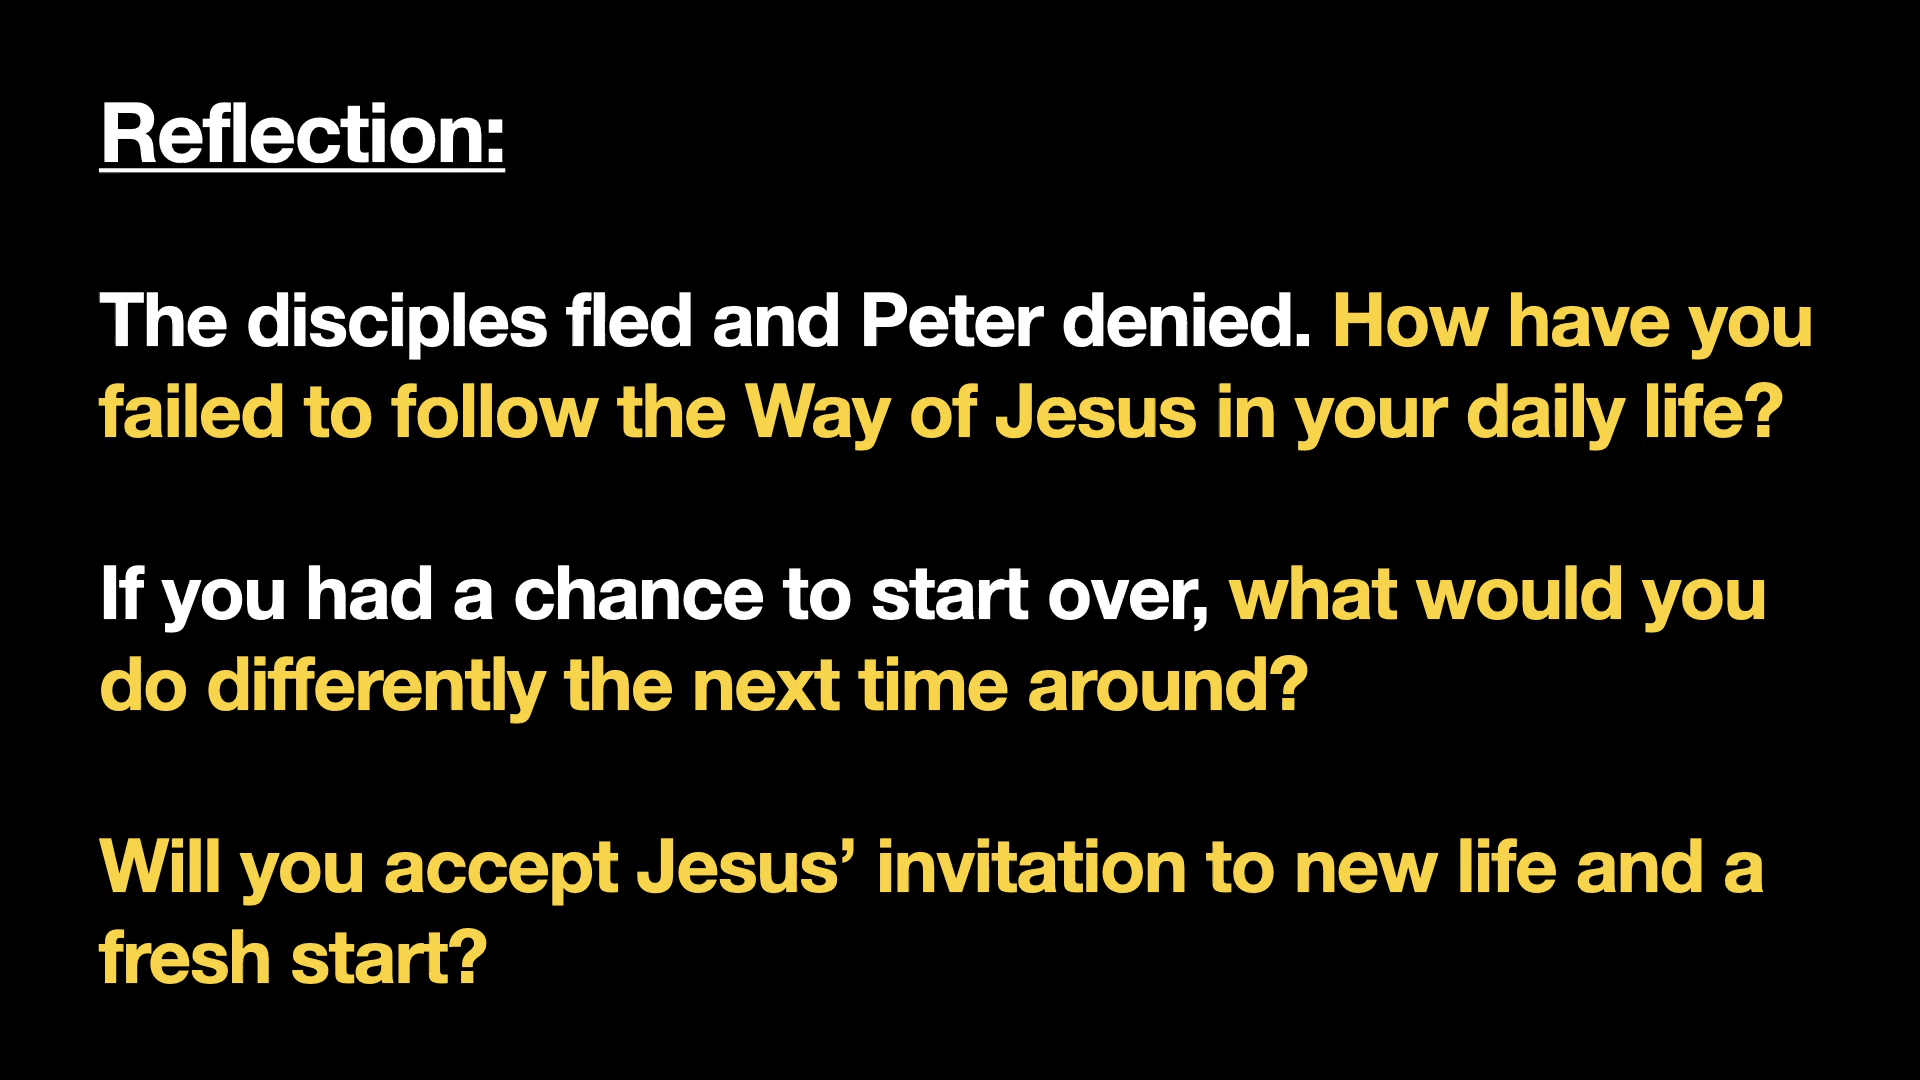 Reflection:
The disciples fled and Peter denied. How have you
failed to follow the Way of Jesus in your daily life?
If you had a chance to start over, what would you
do differently the next time around?
Will you accept Jesus’ invitation to new life and a
fresh start?